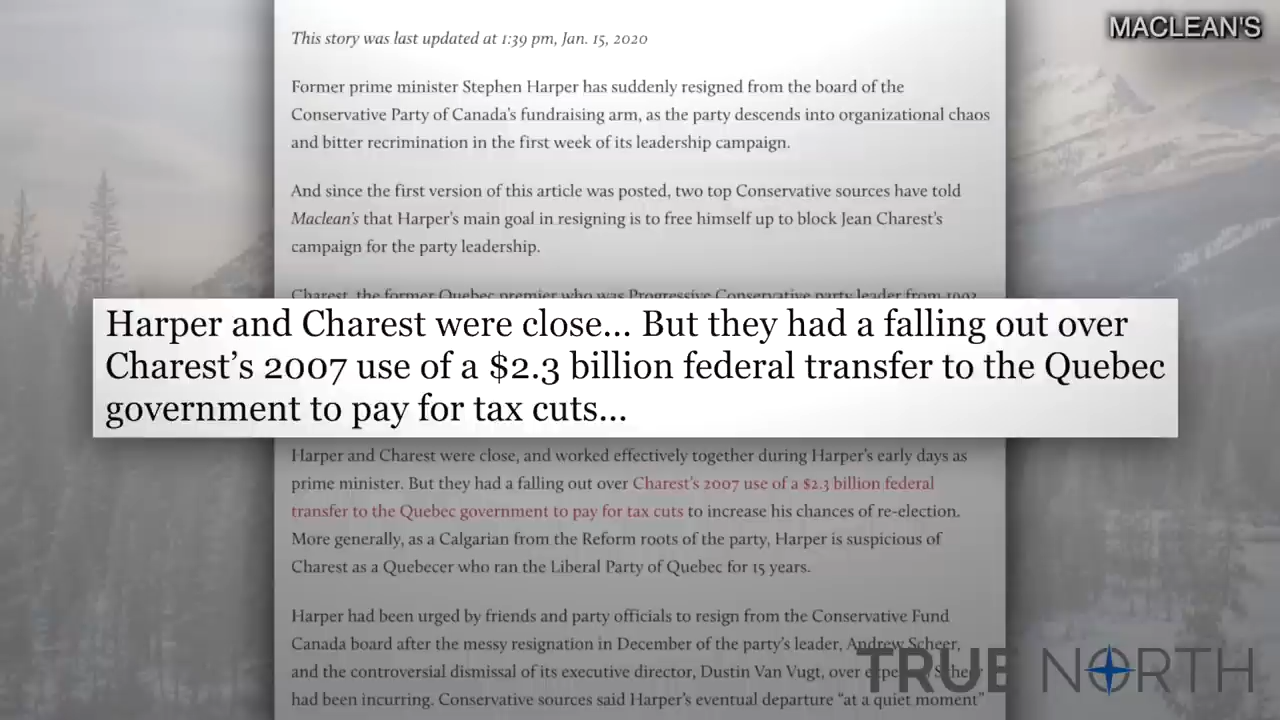 MACLEAN'S
This story was last updated at 1:39 pm, Jan. 15, 2020
Former prime minister Stephen Harper has suddenly resigned from the board of the
Conservative Party of Canada's fundraising arm, as the party descends into organizational chaos
and bitter recrimination in the first week of its leadership campaign.
And since the first version of this article was posted, two top Conservative sources have told
Maclean's that Harper's main goal in resigning is to free himself up to block Jean Charest's
campaign for the party leadership.
Charest, the former Quebec premier who was Progressive Conservative party leader from
Harper and Charest were close... But they had a falling out over
Charest's 2007 use of a $2.3 billion federal transfer to the Quebec
government to pay for tax cuts...
Harper and Charest were close, and worked effectively together during Harper's early days as
prime minister. But they had a falling out over Charest's 2007 use of a $2.3 billion federal
transfer to the Quebec government to pay for tax cuts to increase his chances of re-election.
More generally, as a Calgarian from the Reform roots of the party, Harper is suspicious of
Charest as a Quebecer who ran the Liberal Party of Quebec for 15 years.
Harper had been urged by friends and party officials to resign from the Conservative Fund
Canada board after the messy resignation in December of the party's leader, Andrew Scheer,
and the controversial dismissal of its executive director, Dustin Van Vugt, over
had been incurring. Conservative sources said Harper's eventual departure “at a quiet moment”
TRUE NORTH